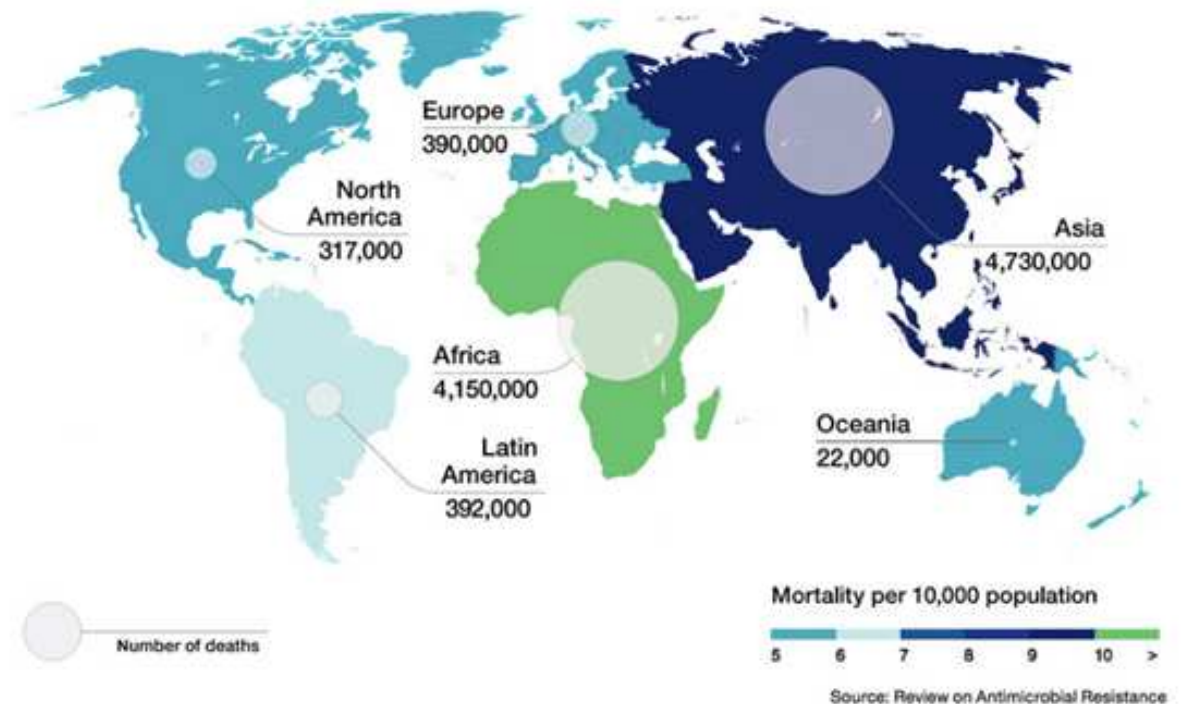 Europe
390,000
North
America
317,000
Asia
4,730,000
Africa
4,150,000
Oceania
22,000
Latin
America
392,000
Mortality per 10,000 population
5 6 7 8 9 10 >
Number of deaths
Source: Review on Antimicrobial Resistance